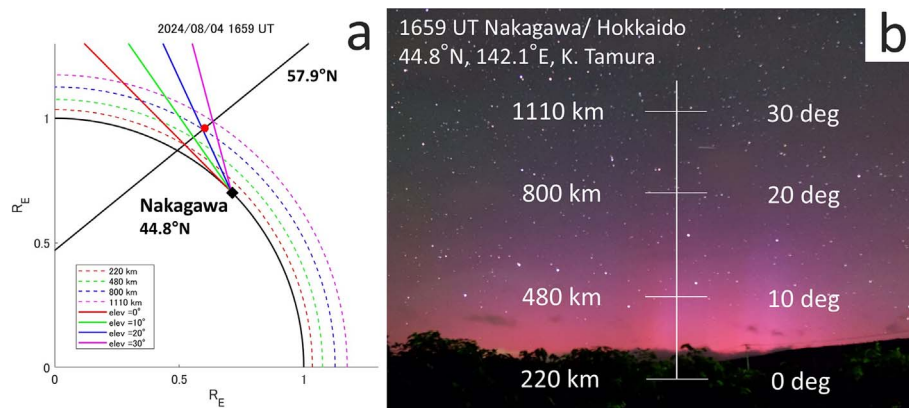 2024/08/04 1659 UT
a
57.9°N
1
R_E
0.5
0
Nakagawa
44.8°N
220 km
480 km
800 km
1110 km
elev =0°
elev =10°
elev =20°
elev =30°
0
0.5
1
R_E
1659 UT Nakagawa/ Hokkaido
44.8°N, 142.1°E, K. Tamura
b
1110 km 30 deg
800 km 20 deg
480 km 10 deg
220 km 0 deg